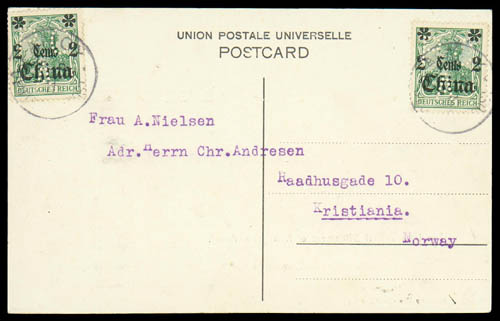 UNION POSTALE UNIVERSELLE
POSTCARD
2 Cents 2
China
DEUTSCHES REICH
2 Cents 2
China
DEUTSCHES REICH
Frau A.Nielsen
Adr.Herrn Chr.Andresen
Raadhusgade 10.
Kristiania.
Norway